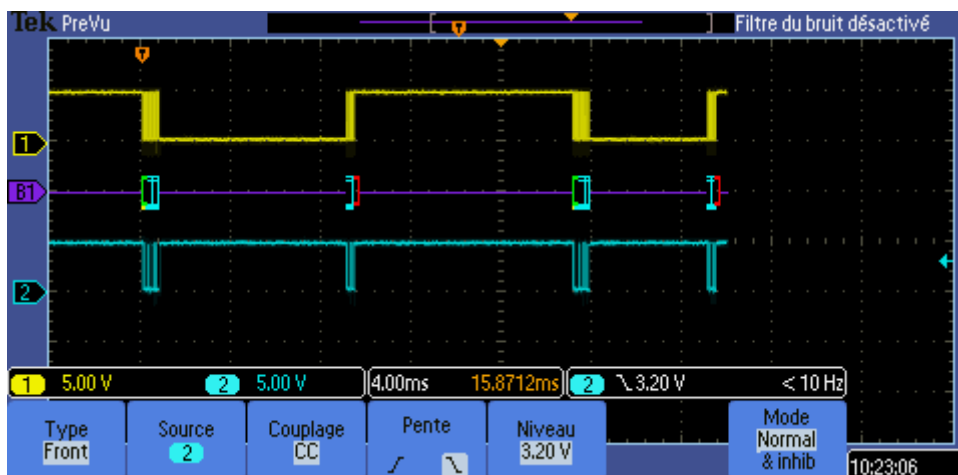 Tek PreVu Filtre du bruit désactivé
T
T
1
B1
2
1 5.00 V 2 5.00 V 4.00ms 15.8712ms 2 3.20 V < 10 Hz
Type Front
Source 2
Couplage CC
Pente
Niveau 3.20 V
Mode Normal & inhib
10:23:06